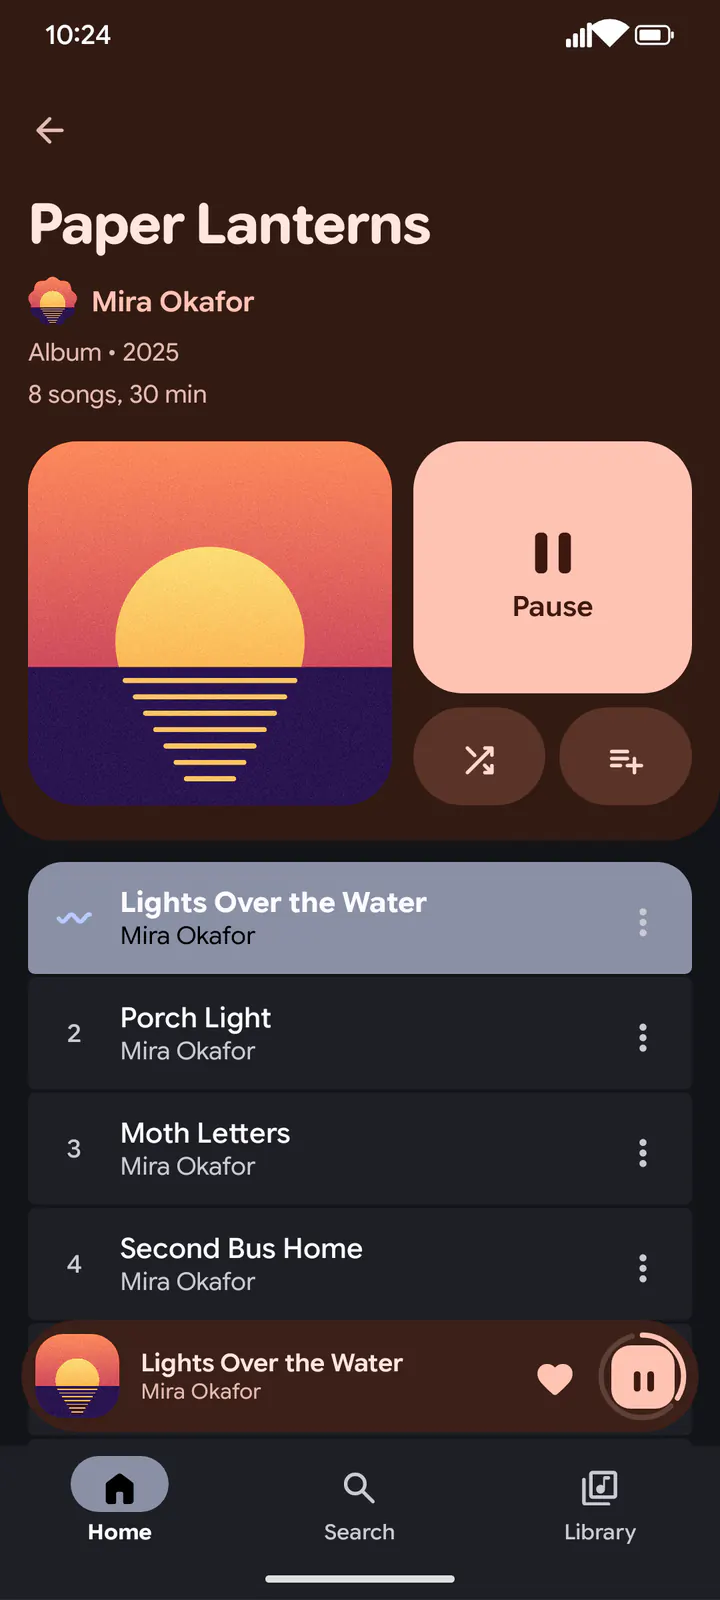 10:24
Paper Lanterns
Mira Okafor
Album • 2025
8 songs, 30 min
Pause
Lights Over the Water
Mira Okafor
2
Porch Light
Mira Okafor
3
Moth Letters
Mira Okafor
4
Second Bus Home
Mira Okafor
Lights Over the Water
Mira Okafor
Home
Search
Library